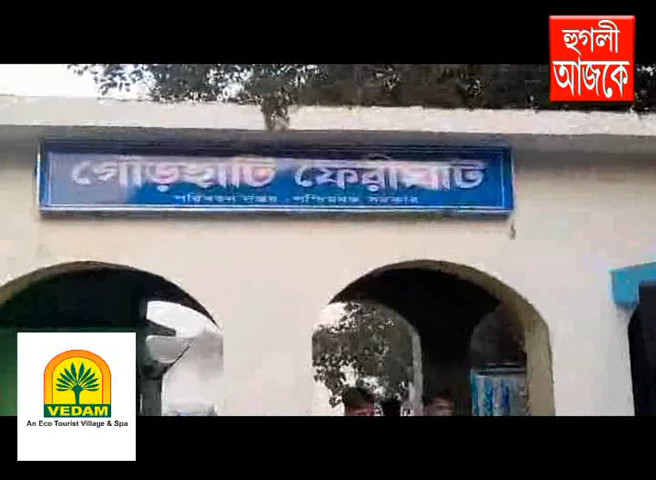 হুগলী
আজকে
গৌড়হাটি ফেরীঘাট
পরিবহন দপ্তর - পশ্চিমবঙ্গ সরকার
VEDAM
An Eco Tourist Village & Spa